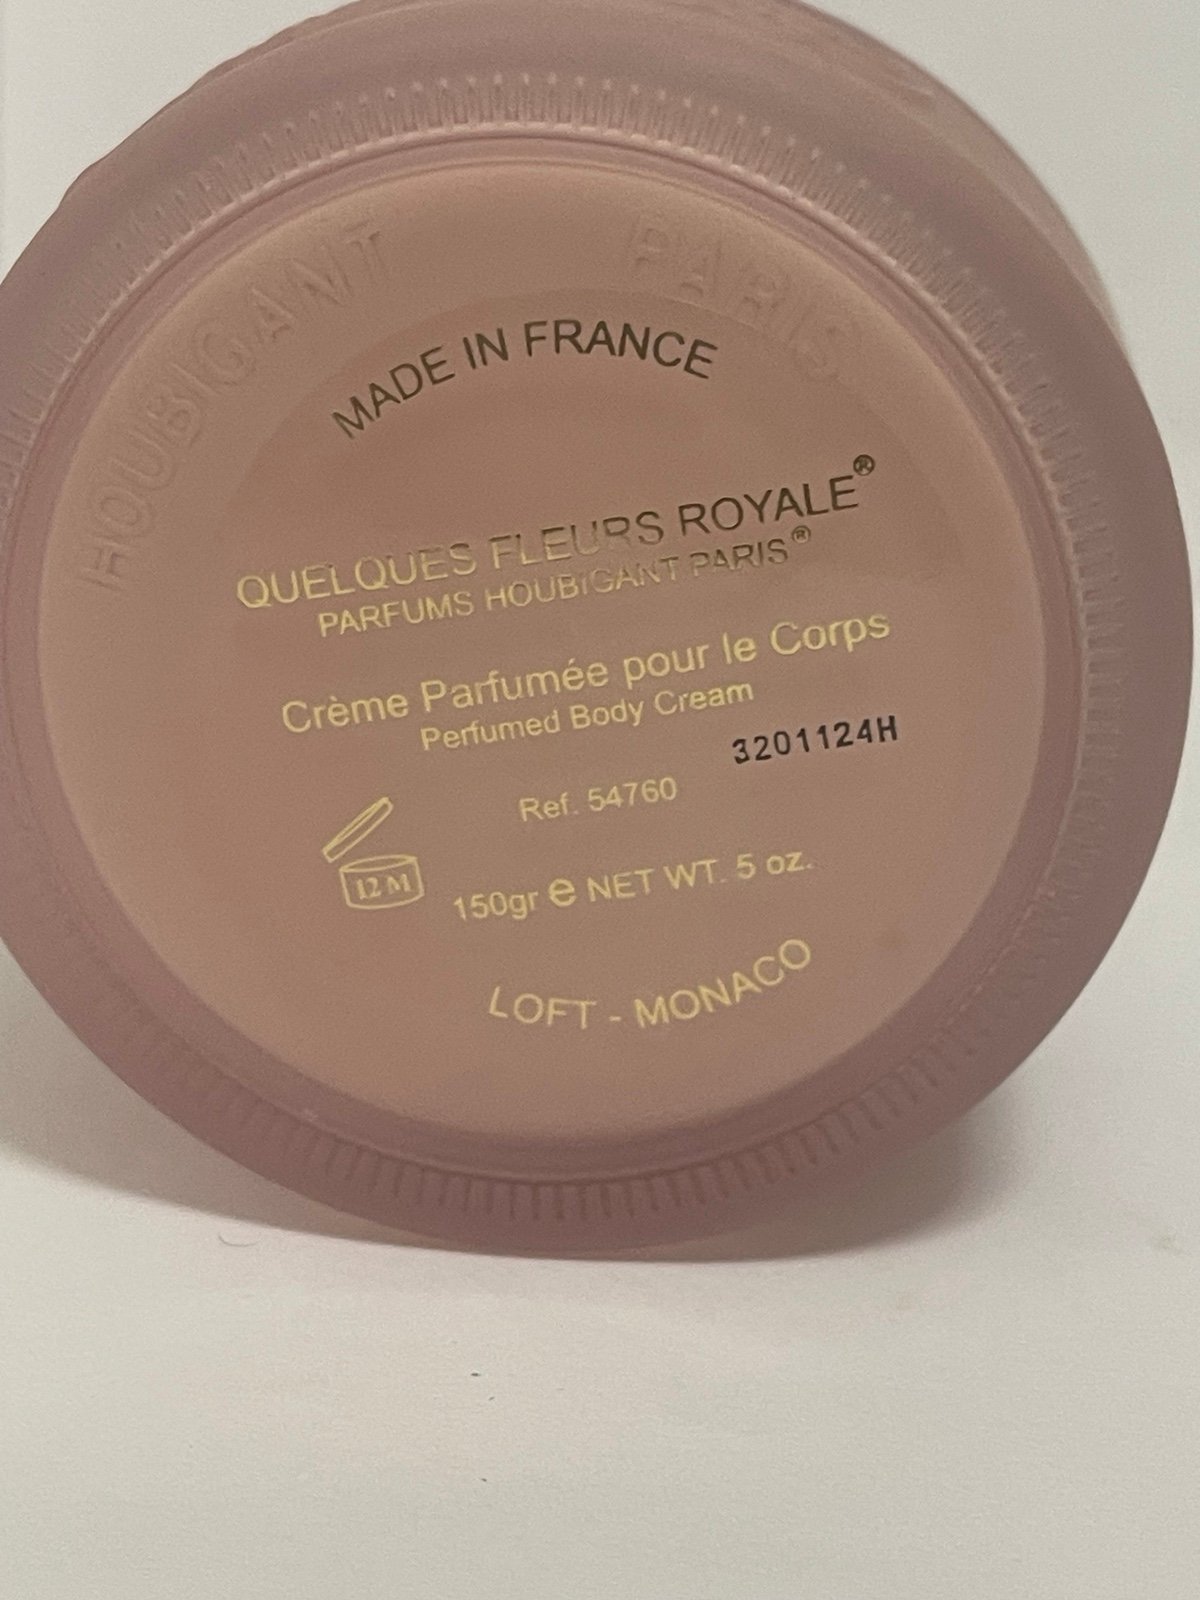 HOUBIGANT PARIS
MADE IN FRANCE
QUELQUES FLEURS ROYALE®
PARFUMS HOUBIGANT PARIS®
Crème Parfumée pour le Corps
Perfumed Body Cream
3201124H
Ref. 54760
12 M
150gr e NET WT. 5 oz.
LOFT - MONACO